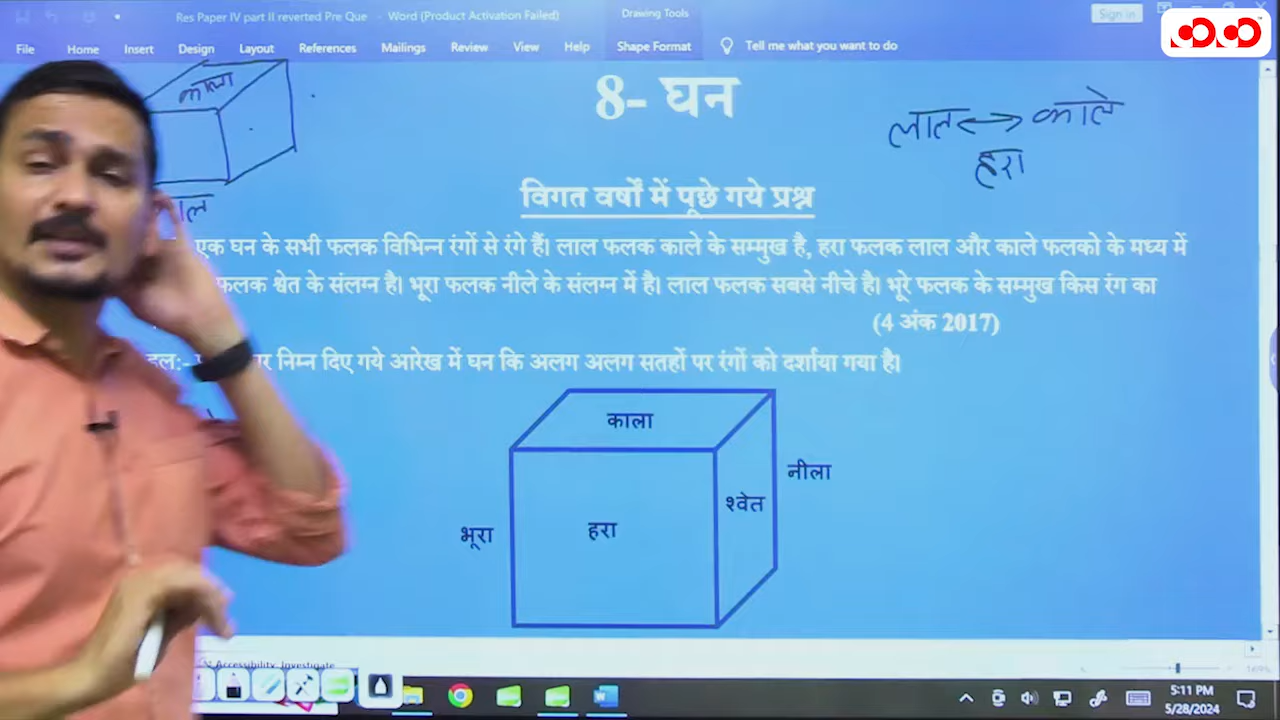 Res Paper IV part II reverted Pre Que - Word (Product Activation Failed)
Drawing Tools
Sign in
File Home Insert Design Layout References Mailings Review View Help Shape Format Tell me what you want to do
काला
8- घन
लाल ↔ काले
हरा
विगत वर्षों में पूछे गये प्रश्न
एक घन के सभी फलक विभिन्न रंगों से रंगे हैं। लाल फलक काले के सम्मुख है, हरा फलक लाल और काले फलको के मध्य में
फलक श्वेत के संलग्न है। भूरा फलक नीले के संलग्न में है। लाल फलक सबसे नीचे है। भूरे फलक के सम्मुख किस रंग का
(4 अंक 2017)
निम्न दिए गये आरेख में घन कि अलग अलग सतहों पर रंगों को दर्शाया गया है।
काला
नीला
श्वेत
भूरा
हरा
Accessibility: Investigate
5:11 PM
5/28/2024